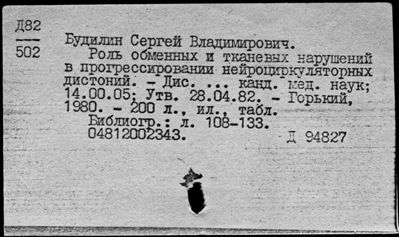 Д82
502
Будилин Сергей Владимирович.
Роль обменных и тканевых нарушений
в прогрессировании нейроциркуляторных
дистоний. - Дис. ... канд. мед. наук;
14.00.05; Утв. 28.04.82. - Горький,
1980. - 200 л., ил., табл.
Библиогр.: л. 108-133.
04812002343.
Д 94827